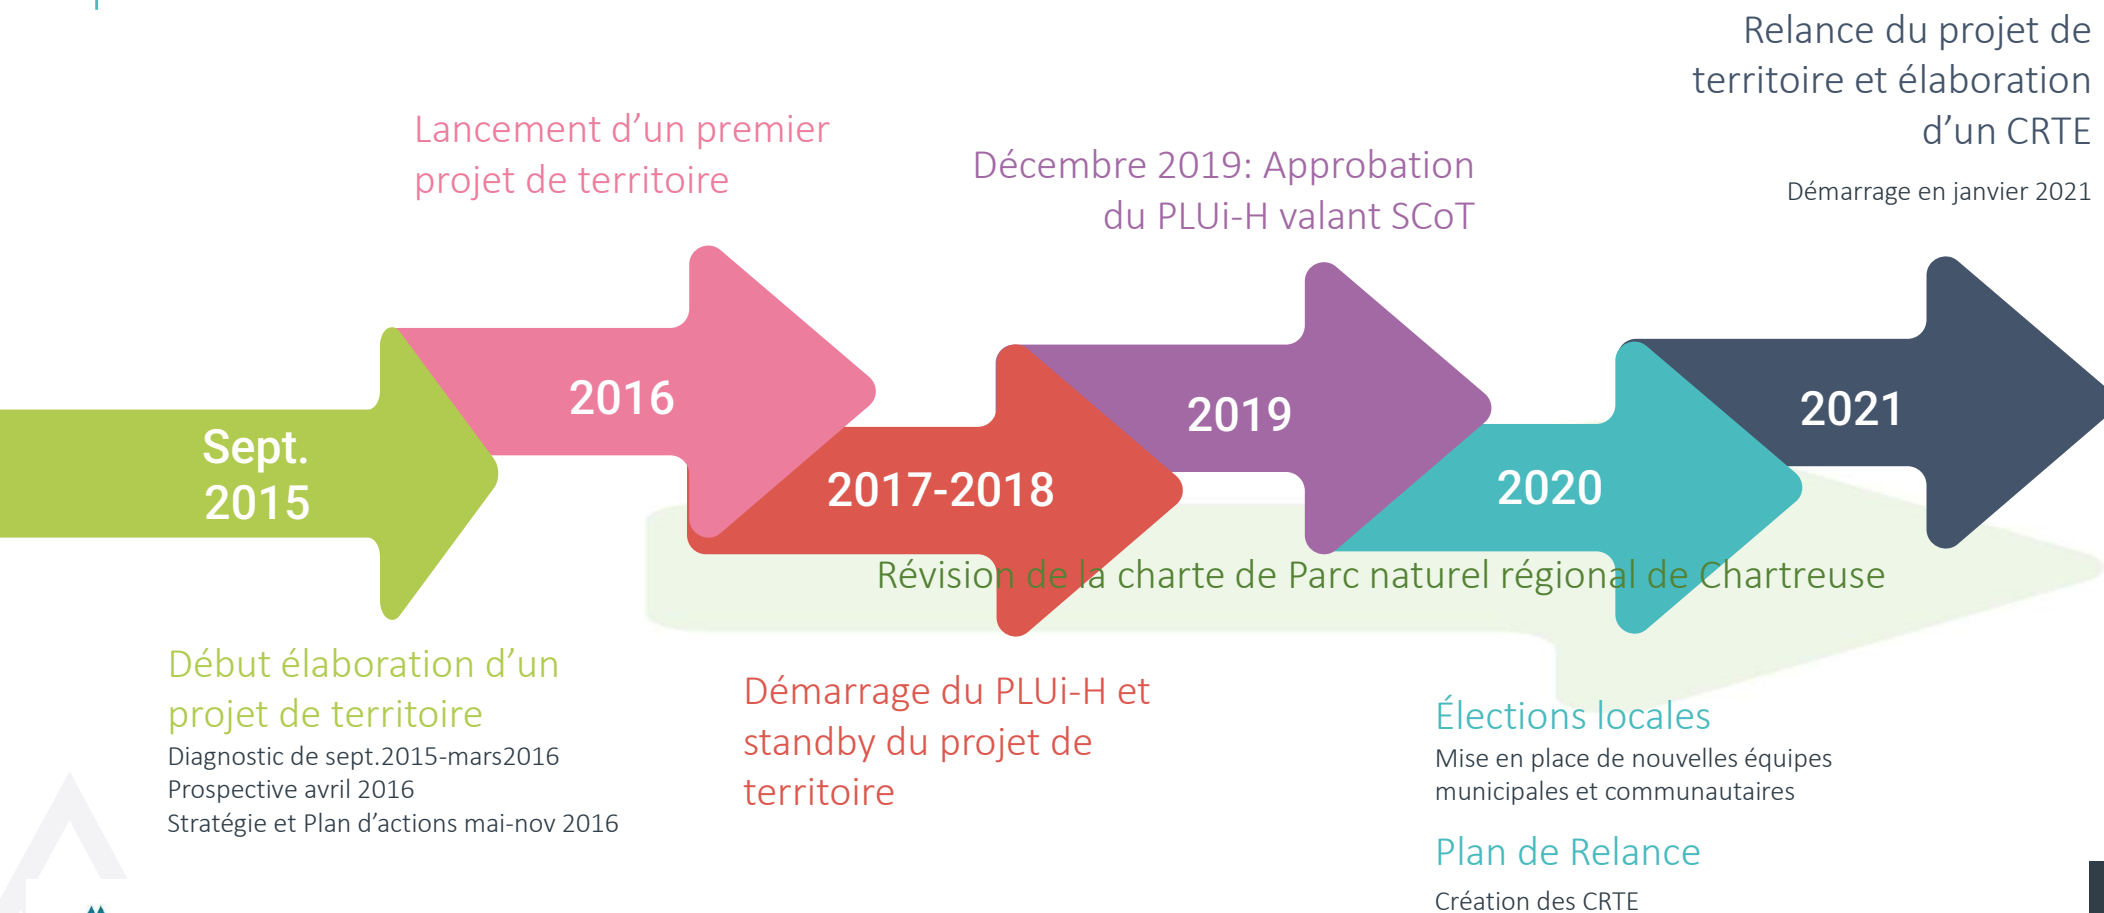 Relance du projet de
territoire et élaboration
d’un CRTE
Démarrage en janvier 2021
Lancement d’un premier
projet de territoire
Décembre 2019: Approbation
du PLUi-H valant SCoT
Sept.
2015
2016
2017-2018
2019
2020
2021
Révision de la charte de Parc naturel régional de Chartreuse
Début élaboration d’un
projet de territoire
Diagnostic de sept.2015-mars2016
Prospective avril 2016
Stratégie et Plan d’actions mai-nov 2016
Démarrage du PLUi-H et
standby du projet de
territoire
Élections locales
Mise en place de nouvelles équipes
municipales et communautaires
Plan de Relance
Création des CRTE